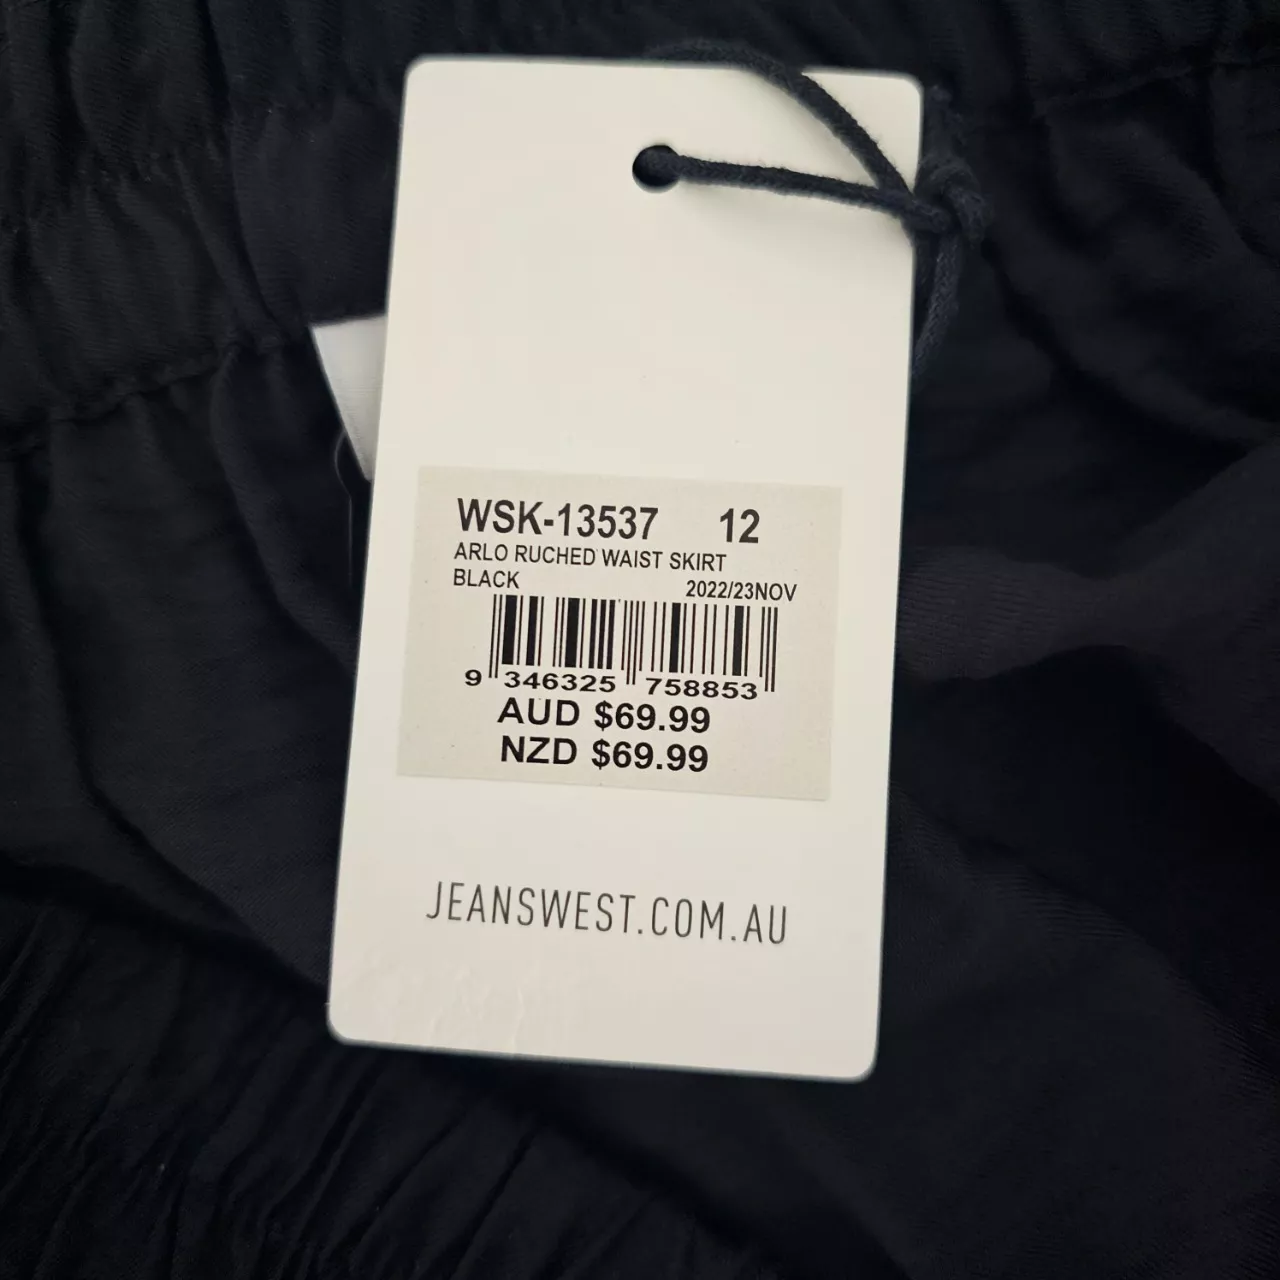 WSK-13537 12
ARLO RUCHED WAIST SKIRT
BLACK 2022/23NOV
9 346325 758853
AUD $69.99
NZD $69.99
JEANSWEST.COM.AU